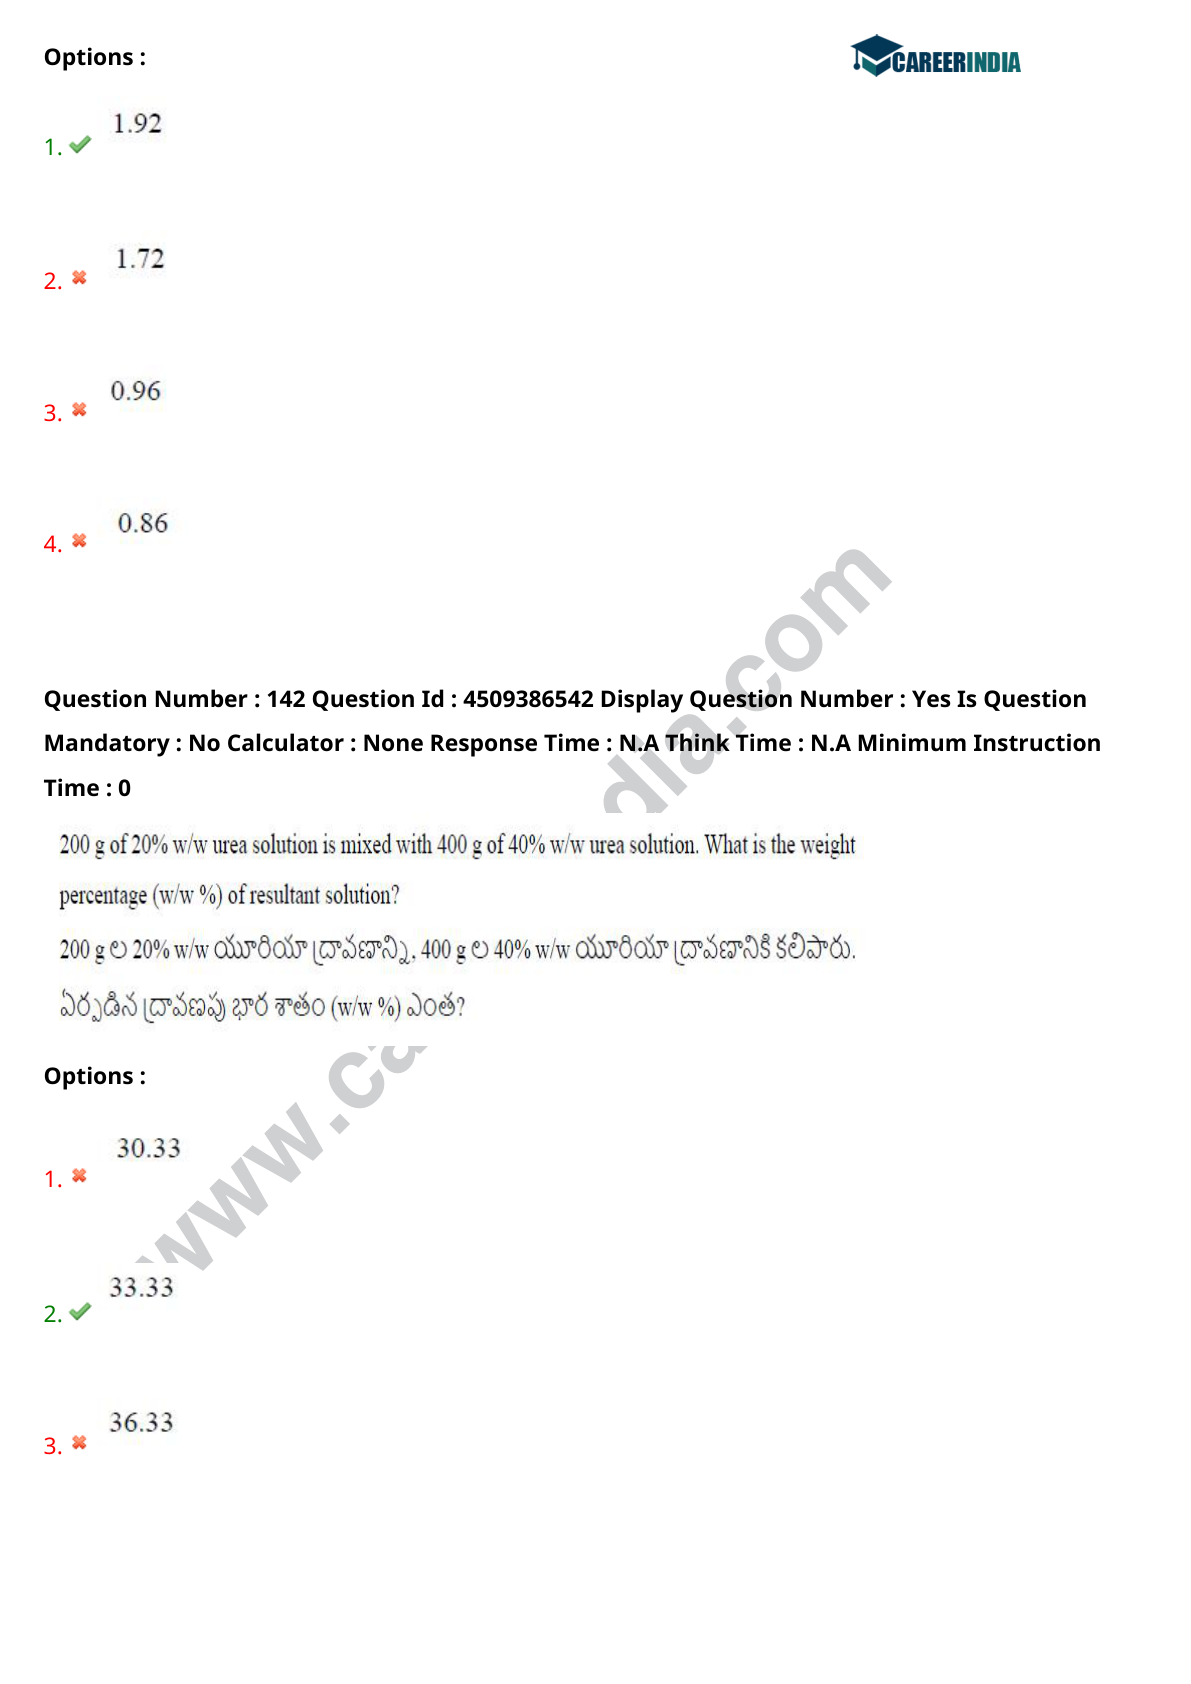 Options :
CAREERINDIA
1.92
1.
1.72
2.
0.96
3.
0.86
4.
Question Number : 142 Question Id : 4509386542 Display Question Number : Yes Is Question
Mandatory : No Calculator : None Response Time : N.A Think Time : N.A Minimum Instruction
Time : 0
200 g of 20% w/w urea solution is mixed with 400 g of 40% w/w urea solution. What is the weight
percentage (w/w %) of resultant solution?
200 g ల 20% w/w యూరియా ద్రావణాన్ని, 400 g ల 40% w/w యూరియా ద్రావణానికి కలిపారు.
ఏర్పడిన ద్రావణపు భార శాతం (w/w %) ఎంత?
Options :
30.33
1.
33.33
2.
36.33
3.
www.ca
dia.com